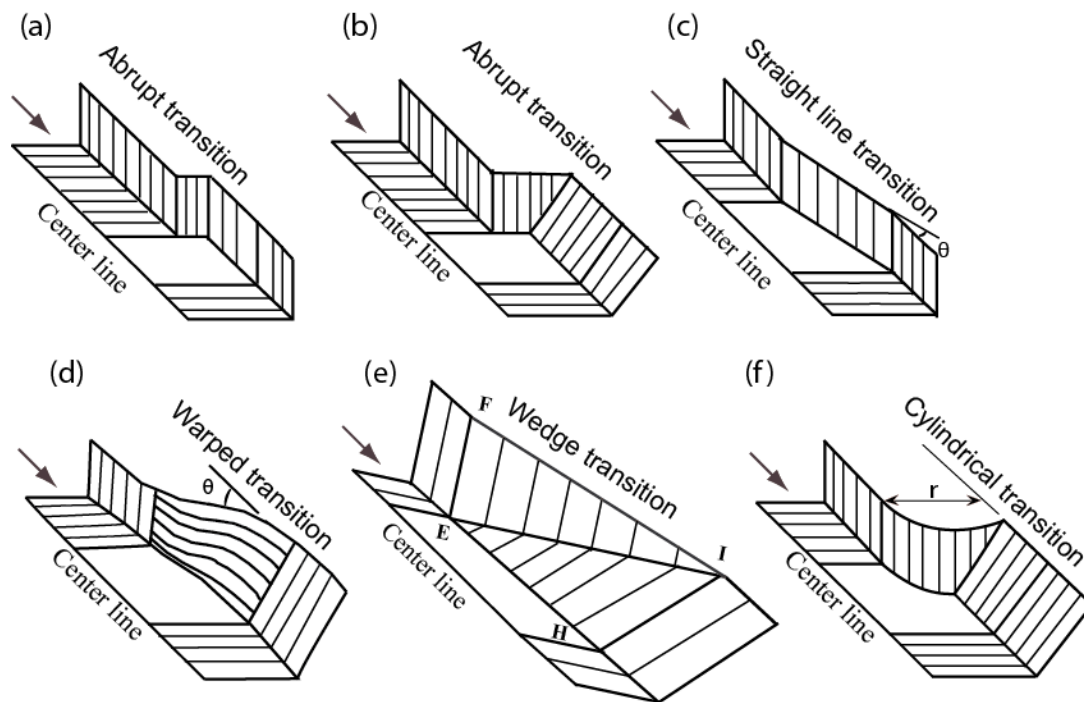 (a)
Abrupt transition
Center line
(b)
Abrupt transition
Center line
(c)
Straight line transition
θ
Center line
(d)
Warped transition
θ
Center line
(e)
F
Wedge transition
E
I
H
Center line
(f)
Cylindrical transition
r
Center line